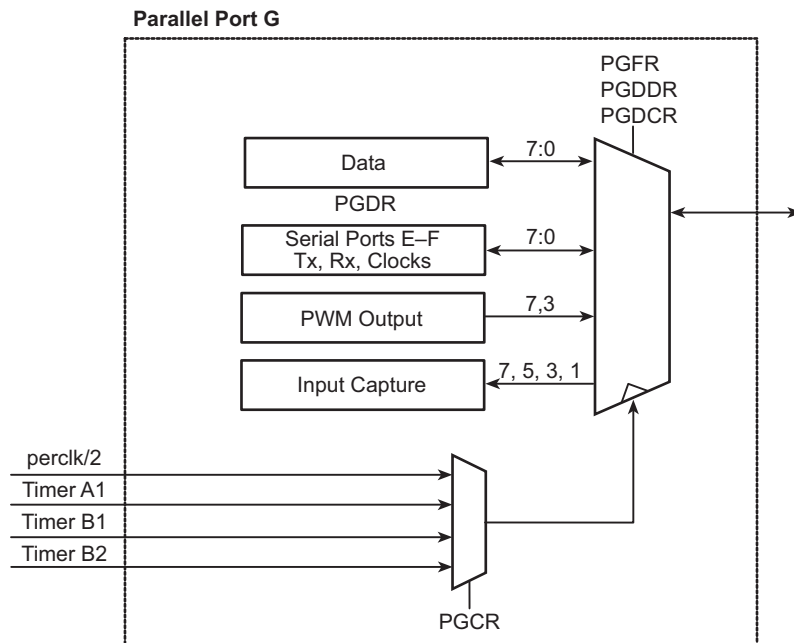 Parallel Port G
PGFR
PGDDR
PGDCR
Data
7:0
PGDR
Serial Ports E–F
Tx, Rx, Clocks
7:0
PWM Output
7,3
Input Capture
7, 5, 3, 1
perclk/2
Timer A1
Timer B1
Timer B2
PGCR